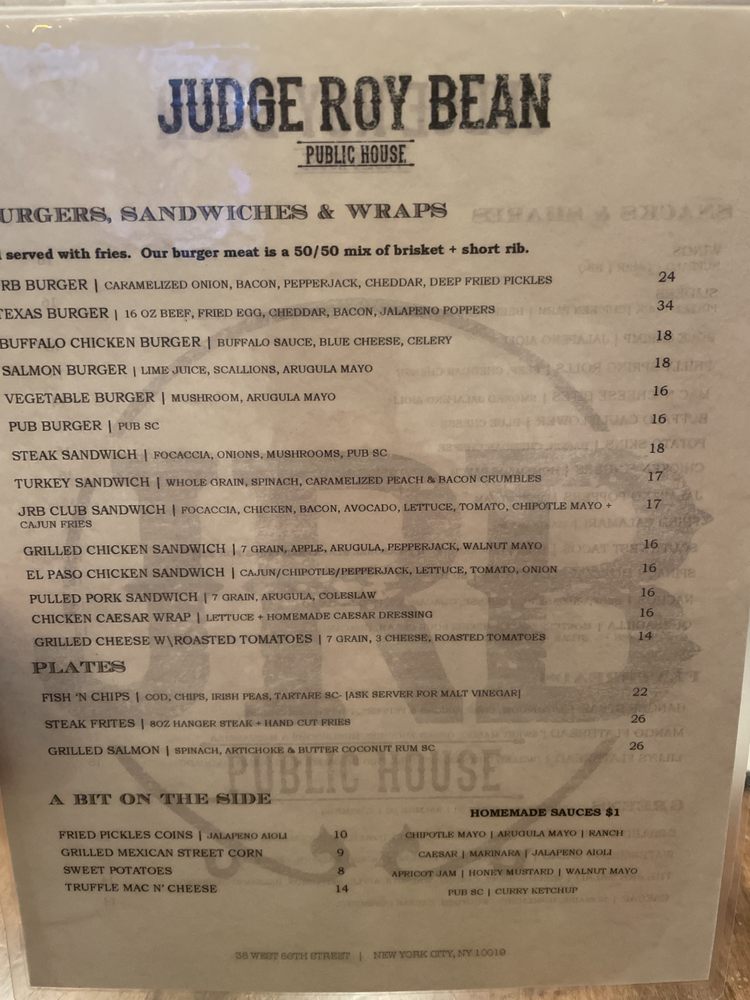 JUDGE ROY BEAN
PUBLIC HOUSE
URGERS, SANDWICHES & WRAPS
served with fries. Our burger meat is a 50/50 mix of brisket + short rib.
RB BURGER | CARAMELIZED ONION, BACON, PEPPERJACK, CHEDDAR, DEEP FRIED PICKLES 24
TEXAS BURGER | 16 OZ BEEF, FRIED EGG, CHEDDAR, BACON, JALAPENO POPPERS 34
BUFFALO CHICKEN BURGER | BUFFALO SAUCE, BLUE CHEESE, CELERY 18
SALMON BURGER | LIME JUICE, SCALLIONS, ARUGULA MAYO 18
VEGETABLE BURGER | MUSHROOM, ARUGULA MAYO 16
PUB BURGER | PUB SC 16
STEAK SANDWICH | FOCACCIA, ONIONS, MUSHROOMS, PUB SC 18
TURKEY SANDWICH | WHOLE GRAIN, SPINACH, CARAMELIZED PEACH & BACON CRUMBLES 17
JRB CLUB SANDWICH | FOCACCIA, CHICKEN, BACON, AVOCADO, LETTUCE, TOMATO, CHIPOTLE MAYO + 17
CAJUN FRIES
GRILLED CHICKEN SANDWICH | 7 GRAIN, APPLE, ARUGULA, PEPPERJACK, WALNUT MAYO 16
EL PASO CHICKEN SANDWICH | CAJUN/CHIPOTLE/PEPPERJACK, LETTUCE, TOMATO, ONION 16
PULLED PORK SANDWICH | 7 GRAIN, ARUGULA, COLESLAW 16
CHICKEN CAESAR WRAP | LETTUCE + HOMEMADE CAESAR DRESSING 16
GRILLED CHEESE W\ROASTED TOMATOES | 7 GRAIN, 3 CHEESE, ROASTED TOMATOES 14
PLATES
FISH 'N CHIPS | COD, CHIPS, IRISH PEAS, TARTARE SC- [ASK SERVER FOR MALT VINEGAR] 22
STEAK FRITES | 8OZ HANGER STEAK + HAND CUT FRIES 26
GRILLED SALMON | SPINACH, ARTICHOKE & BUTTER COCONUT RUM SC 26
JRB
PUBLIC HOUSE
A BIT ON THE SIDE
FRIED PICKLES COINS | JALAPENO AIOLI 10
GRILLED MEXICAN STREET CORN 9
SWEET POTATOES 8
TRUFFLE MAC N' CHEESE 14
HOMEMADE SAUCES $1
CHIPOTLE MAYO | ARUGULA MAYO | RANCH
CAESAR | MARINARA | JALAPENO AIOLI
APRICOT JAM | HONEY MUSTARD | WALNUT MAYO
PUB SC | CURRY KETCHUP
38 WEST 56TH STREET | NEW YORK CITY, NY 10019